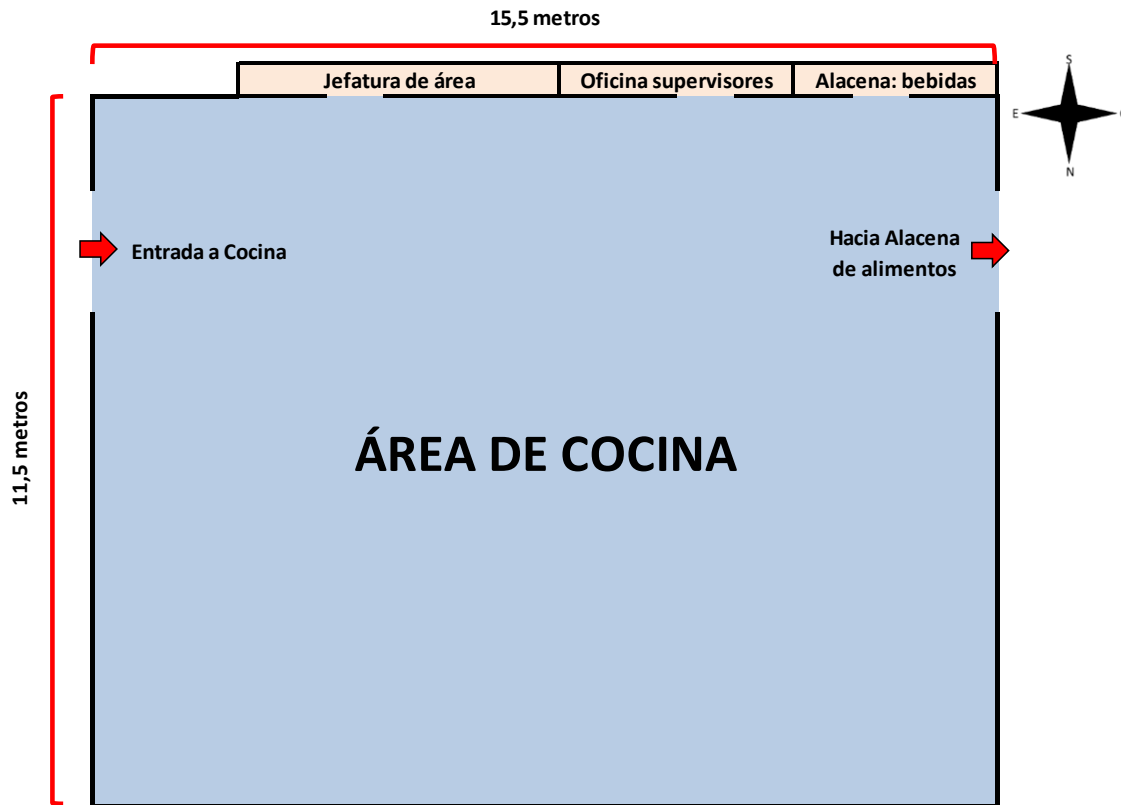 15,5 metros
Jefatura de área
Oficina supervisores
Alacena: bebidas
S
E
N
Entrada a Cocina
Hacia Alacena
de alimentos
11,5 metros
ÁREA DE COCINA